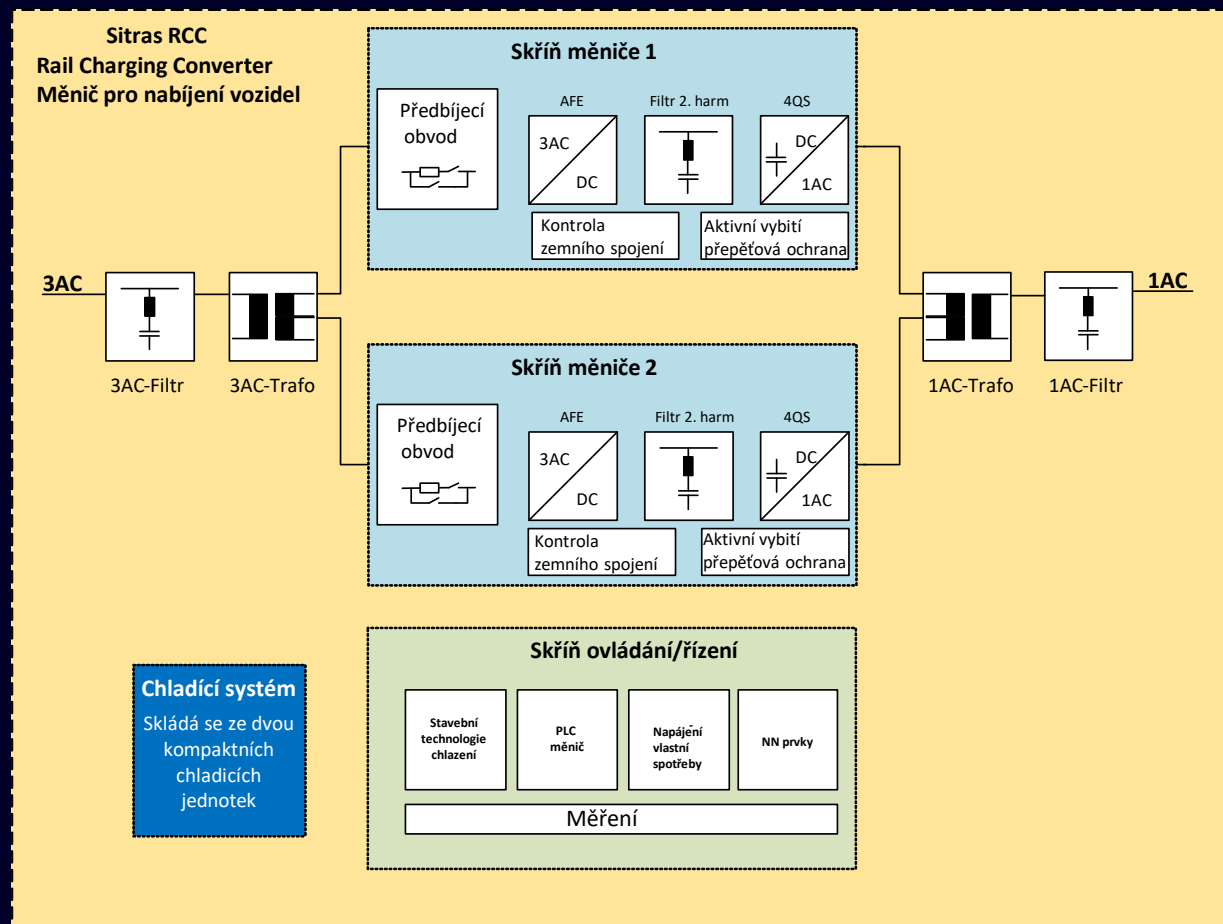 Sitras RCC
Rail Charging Converter
Měnič pro nabíjení vozidel
Skříň měniče 1
Předbíjecí
obvod
AFE
3AC
DC
Filtr 2. harm
4QS
DC
1AC
Kontrola
zemního spojení
Aktivní vybití
přepěťová ochrana
3AC
3AC-Filtr
3AC-Trafo
1AC
1AC-Trafo
1AC-Filtr
Skříň měniče 2
Předbíjecí
obvod
AFE
3AC
DC
Filtr 2. harm
4QS
DC
1AC
Kontrola
zemního spojení
Aktivní vybití
přepěťová ochrana
Chladící systém
Skládá se ze dvou
kompaktních
chladicích
jednotek
Skříň ovládání/řízení
Stavební
technologie
chlazení
PLC
měnič
Napájení
vlastní
spotřeby
NN prvky
Měření